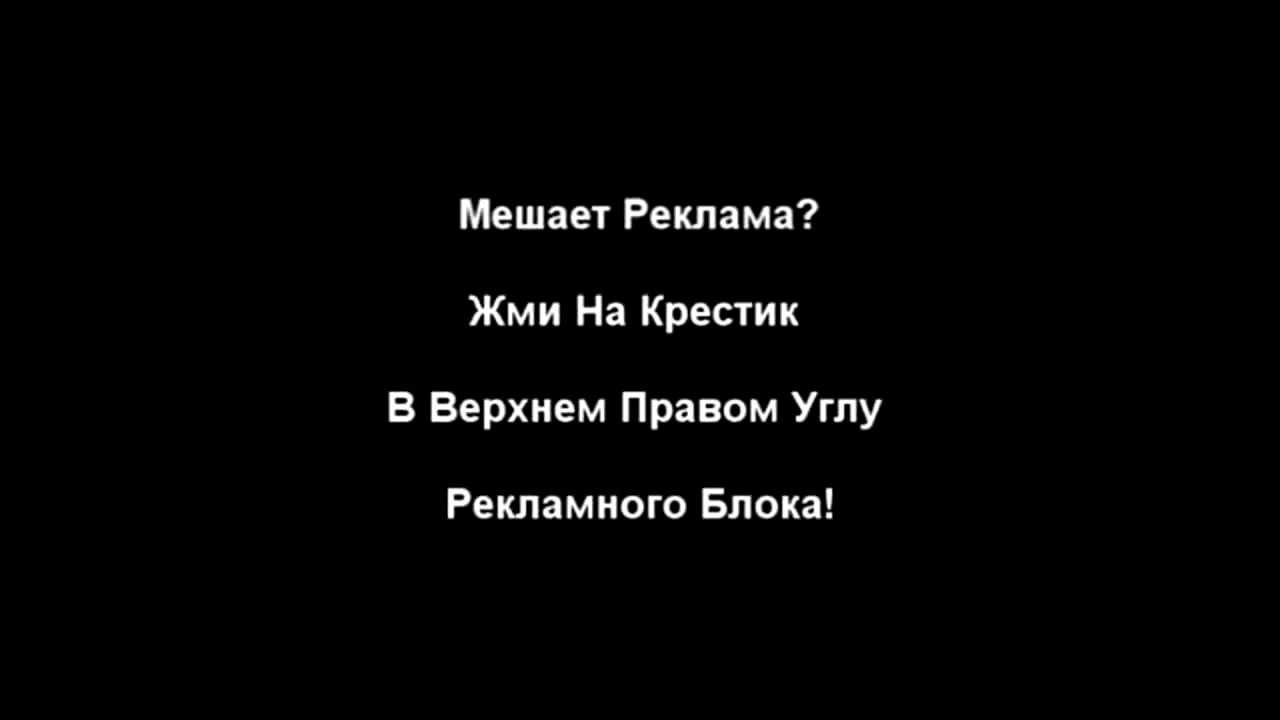 Мешает Реклама?
Жми На Крестик
В Верхнем Правом Углу
Рекламного Блока!